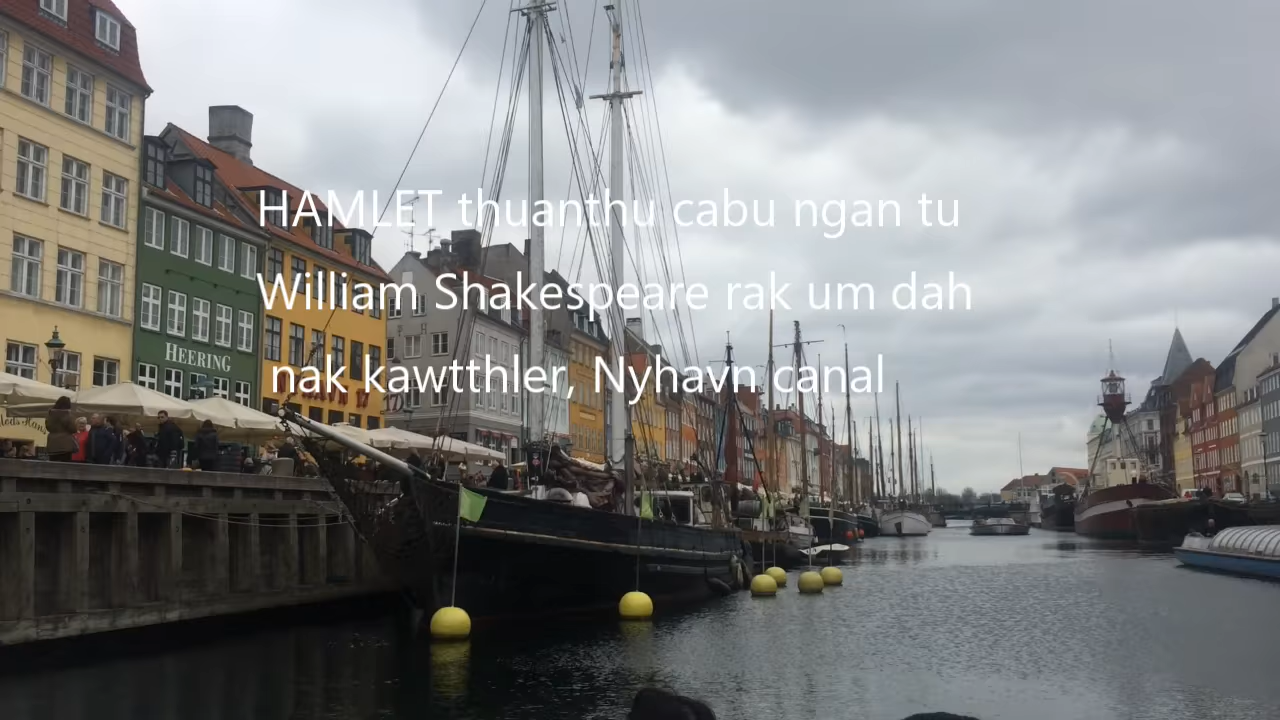 HAMLET thuanthu cabu ngan tu
William Shakespeare rak um dah
nak kawtthler, Nyhavn canal
HEERING